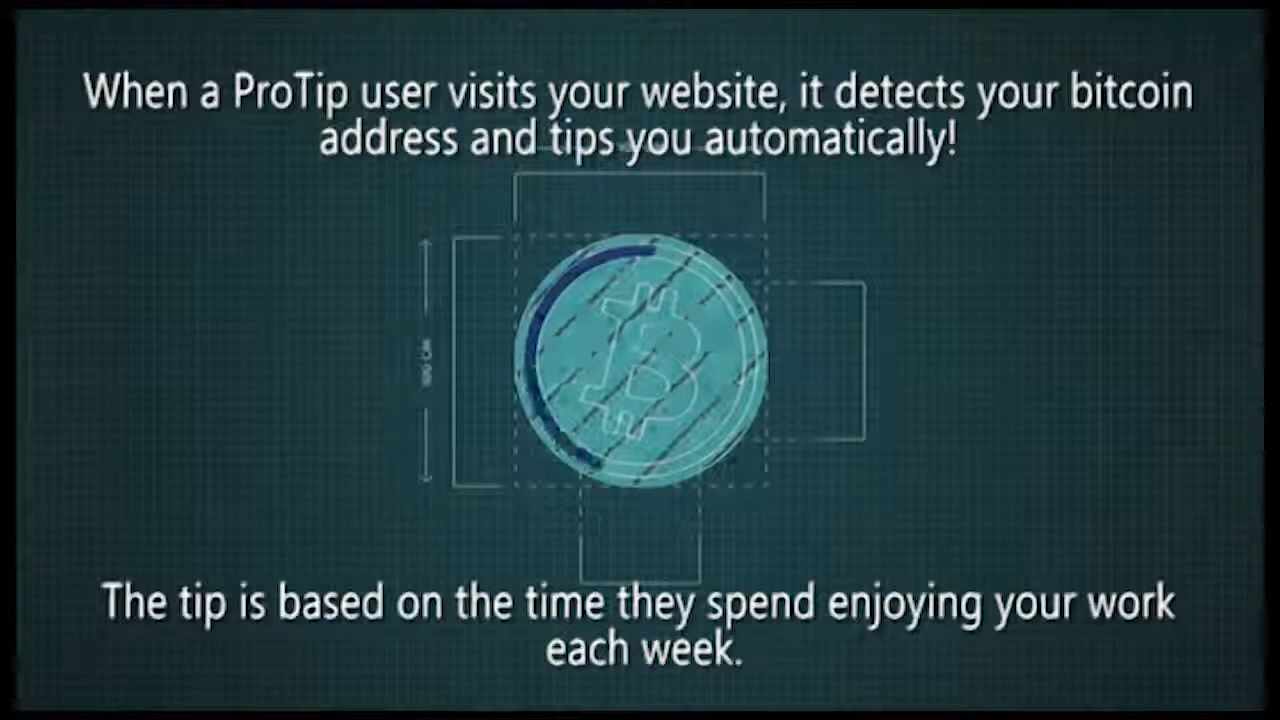 When a ProTip user visits your website, it detects your bitcoin
address and tips you automatically!
The tip is based on the time they spend enjoying your work
each week.